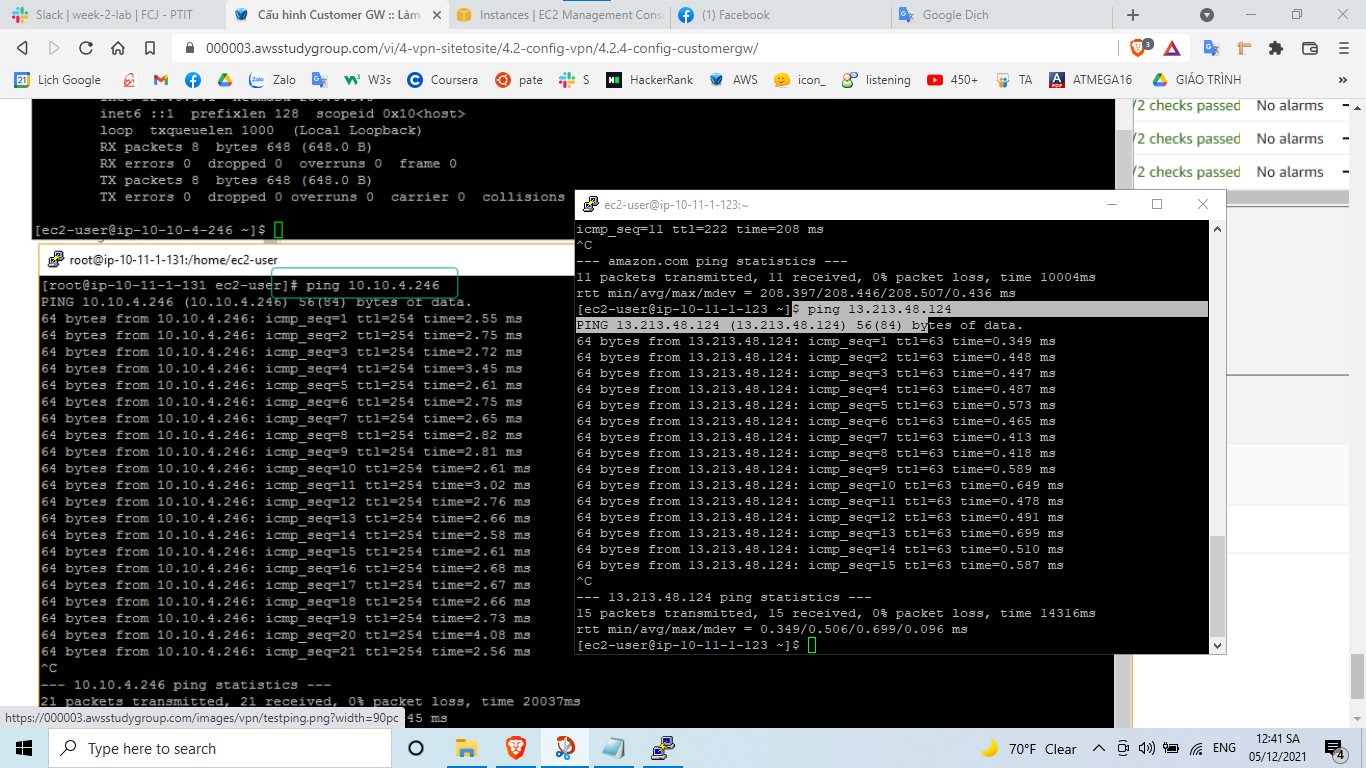 Slack | week-2-lab | FCJ - PTIT
Cấu hình Customer GW :: Làm
Instances | EC2 Management Cons
(1) Facebook
Google Dịch
000003.awsstudygroup.com/vi/4-vpn-sitetosite/4.2-config-vpn/4.2.4-config-customergw/
3
21 Lịch Google
Zalo
W3s
Coursera
pate
S
HackerRank
AWS
icon_
listening
450+
TA
ATMEGA16
GIÁO TRÌNH
inet6 ::1 prefixlen 128 scopeid 0x10<host>
loop txqueuelen 1000 (Local Loopback)
RX packets 8 bytes 648 (648.0 B)
RX errors 0 dropped 0 overruns 0 frame 0
TX packets 8 bytes 648 (648.0 B)
TX errors 0 dropped 0 overruns 0 carrier 0 collisions
[ec2-user@ip-10-10-4-246 ~]$
/2 checks passed No alarms
/2 checks passed No alarms
/2 checks passed No alarms
root@ip-10-11-1-131:/home/ec2-user
[root@ip-10-11-1-131 ec2-user]# ping 10.10.4.246
PING 10.10.4.246 (10.10.4.246) 56(84) bytes of data.
64 bytes from 10.10.4.246: icmp_seq=1 ttl=254 time=2.55 ms
64 bytes from 10.10.4.246: icmp_seq=2 ttl=254 time=2.75 ms
64 bytes from 10.10.4.246: icmp_seq=3 ttl=254 time=2.72 ms
64 bytes from 10.10.4.246: icmp_seq=4 ttl=254 time=3.45 ms
64 bytes from 10.10.4.246: icmp_seq=5 ttl=254 time=2.61 ms
64 bytes from 10.10.4.246: icmp_seq=6 ttl=254 time=2.75 ms
64 bytes from 10.10.4.246: icmp_seq=7 ttl=254 time=2.65 ms
64 bytes from 10.10.4.246: icmp_seq=8 ttl=254 time=2.82 ms
64 bytes from 10.10.4.246: icmp_seq=9 ttl=254 time=2.81 ms
64 bytes from 10.10.4.246: icmp_seq=10 ttl=254 time=2.61 ms
64 bytes from 10.10.4.246: icmp_seq=11 ttl=254 time=3.02 ms
64 bytes from 10.10.4.246: icmp_seq=12 ttl=254 time=2.76 ms
64 bytes from 10.10.4.246: icmp_seq=13 ttl=254 time=2.66 ms
64 bytes from 10.10.4.246: icmp_seq=14 ttl=254 time=2.58 ms
64 bytes from 10.10.4.246: icmp_seq=15 ttl=254 time=2.61 ms
64 bytes from 10.10.4.246: icmp_seq=16 ttl=254 time=2.68 ms
64 bytes from 10.10.4.246: icmp_seq=17 ttl=254 time=2.67 ms
64 bytes from 10.10.4.246: icmp_seq=18 ttl=254 time=2.66 ms
64 bytes from 10.10.4.246: icmp_seq=19 ttl=254 time=2.73 ms
64 bytes from 10.10.4.246: icmp_seq=20 ttl=254 time=4.08 ms
64 bytes from 10.10.4.246: icmp_seq=21 ttl=254 time=2.56 ms
^C
--- 10.10.4.246 ping statistics ---
21 packets transmitted, 21 received, 0% packet loss, time 20037ms
45 ms
ec2-user@ip-10-11-1-123:~
icmp_seq=11 ttl=222 time=208 ms
^C
--- amazon.com ping statistics ---
11 packets transmitted, 11 received, 0% packet loss, time 10004ms
rtt min/avg/max/mdev = 208.397/208.446/208.507/0.436 ms
[ec2-user@ip-10-11-1-123 ~]$ ping 13.213.48.124
PING 13.213.48.124 (13.213.48.124) 56(84) bytes of data.
64 bytes from 13.213.48.124: icmp_seq=1 ttl=63 time=0.349 ms
64 bytes from 13.213.48.124: icmp_seq=2 ttl=63 time=0.448 ms
64 bytes from 13.213.48.124: icmp_seq=3 ttl=63 time=0.447 ms
64 bytes from 13.213.48.124: icmp_seq=4 ttl=63 time=0.487 ms
64 bytes from 13.213.48.124: icmp_seq=5 ttl=63 time=0.573 ms
64 bytes from 13.213.48.124: icmp_seq=6 ttl=63 time=0.465 ms
64 bytes from 13.213.48.124: icmp_seq=7 ttl=63 time=0.413 ms
64 bytes from 13.213.48.124: icmp_seq=8 ttl=63 time=0.418 ms
64 bytes from 13.213.48.124: icmp_seq=9 ttl=63 time=0.589 ms
64 bytes from 13.213.48.124: icmp_seq=10 ttl=63 time=0.649 ms
64 bytes from 13.213.48.124: icmp_seq=11 ttl=63 time=0.478 ms
64 bytes from 13.213.48.124: icmp_seq=12 ttl=63 time=0.491 ms
64 bytes from 13.213.48.124: icmp_seq=13 ttl=63 time=0.699 ms
64 bytes from 13.213.48.124: icmp_seq=14 ttl=63 time=0.510 ms
64 bytes from 13.213.48.124: icmp_seq=15 ttl=63 time=0.587 ms
^C
--- 13.213.48.124 ping statistics ---
15 packets transmitted, 15 received, 0% packet loss, time 14316ms
rtt min/avg/max/mdev = 0.349/0.506/0.699/0.096 ms
[ec2-user@ip-10-11-1-123 ~]$
https://000003.awsstudygroup.com/images/vpn/testping.png?width=90pc
Type here to search
70°F Clear
ENG
12:41 SA
05/12/2021
4